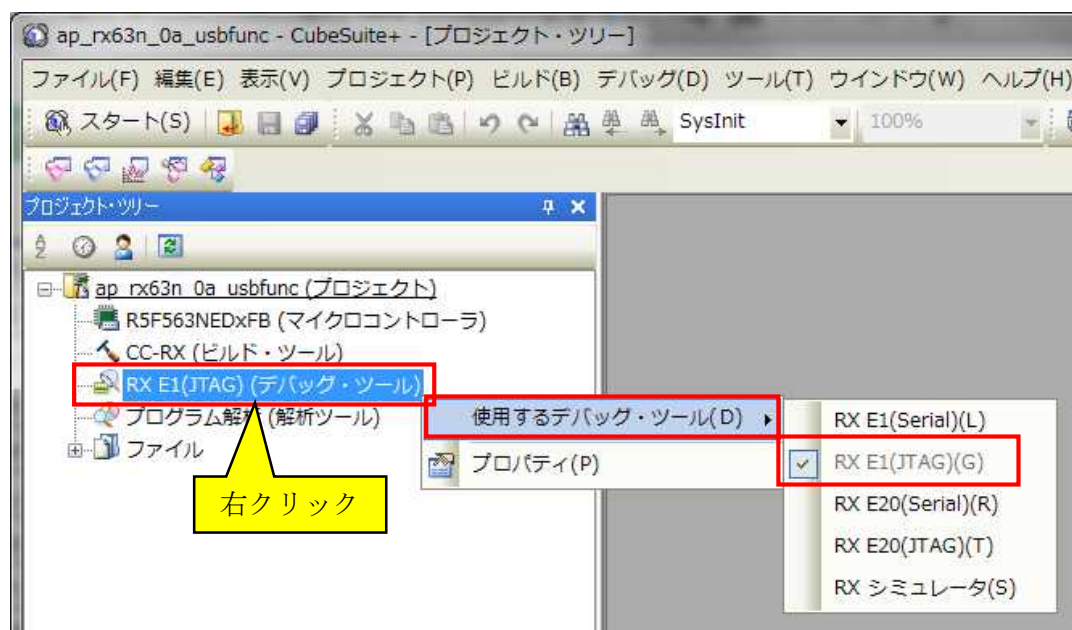 ap_rx63n_0a_usbfunc - CubeSuite+ - [プロジェクト・ツリー]
ファイル(F) 編集(E) 表示(V) プロジェクト(P) ビルド(B) デバッグ(D) ツール(T) ウインドウ(W) ヘルプ(H)
スタート(S) SysInit 100%
プロジェクト・ツリー
ap_rx63n_0a_usbfunc (プロジェクト)
R5F563NEDxFB (マイクロコントローラ)
CC-RX (ビルド・ツール)
RX E1(JTAG) (デバッグ・ツール)
プログラム解析 (解析ツール)
ファイル
右クリック
使用するデバッグ・ツール(D)
プロパティ(P)
RX E1(Serial)(L)
RX E1(JTAG)(G)
RX E20(Serial)(R)
RX E20(JTAG)(T)
RX シミュレータ(S)